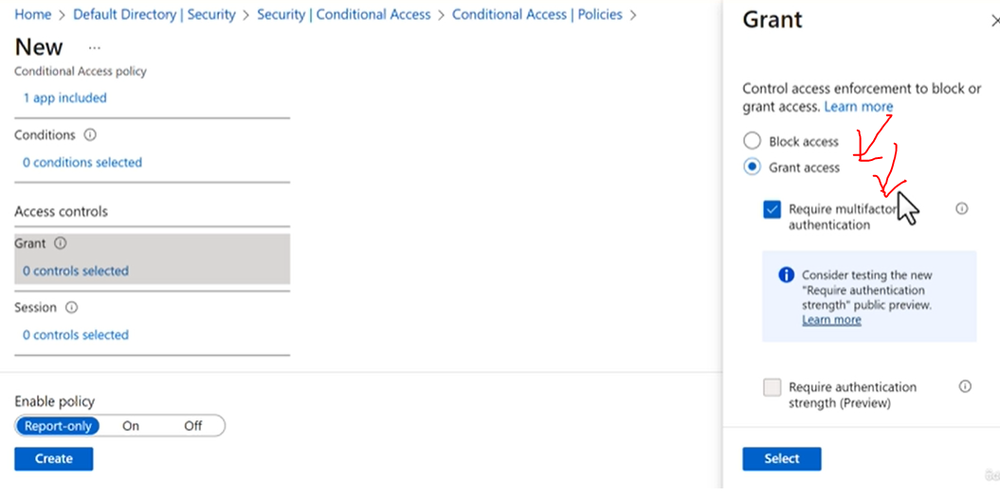 Home > Default Directory | Security > Security | Conditional Access > Conditional Access | Policies >
New ...
Conditional Access policy
1 app included
Conditions
0 conditions selected
Access controls
Grant
0 controls selected
Session
0 controls selected
Enable policy
Report-only On Off
Create
Grant
Control access enforcement to block or
grant access. Learn more
Block access
Grant access
Require multifactor
authentication
Consider testing the new
"Require authentication
strength" public preview.
Learn more
Require authentication
strength (Preview)
Select